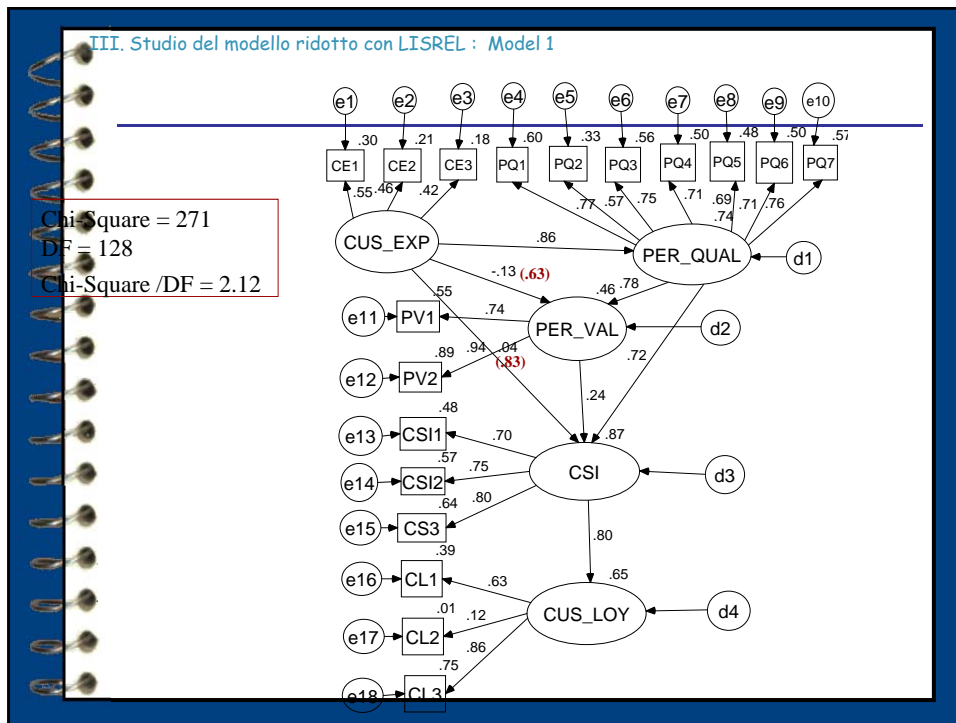 III. Studio del modello ridotto con LISREL : Model 1
e1 e2 e3 e4 e5 e6 e7 e8 e9 e10
.30 .21 .18 .60 .33 .56 .50 .48 .50 .57
CE1 CE2 CE3 PQ1 PQ2 PQ3 PQ4 PQ5 PQ6 PQ7
.55 .46 .42 .77 .57 .75 .71 .69 .71 .76
.74
Chi-Square = 271
DF = 128
Chi-Square /DF = 2.12
CUS_EXP .86 PER_QUAL d1
-.13 (.63) .46 .78
.55
e11 PV1 .74 PER_VAL d2
.89 .94 .04 .72
(.83)
e12 PV2
.24
.48 .87
e13 CSI1 .70
.57
e14 CSI2 .75 CSI d3
.64 .80
e15 CS3
.39 .80
e16 CL1 .63 .65
.01 .12 CUS_LOY d4
e17 CL2
.86
.75
e18 CL3